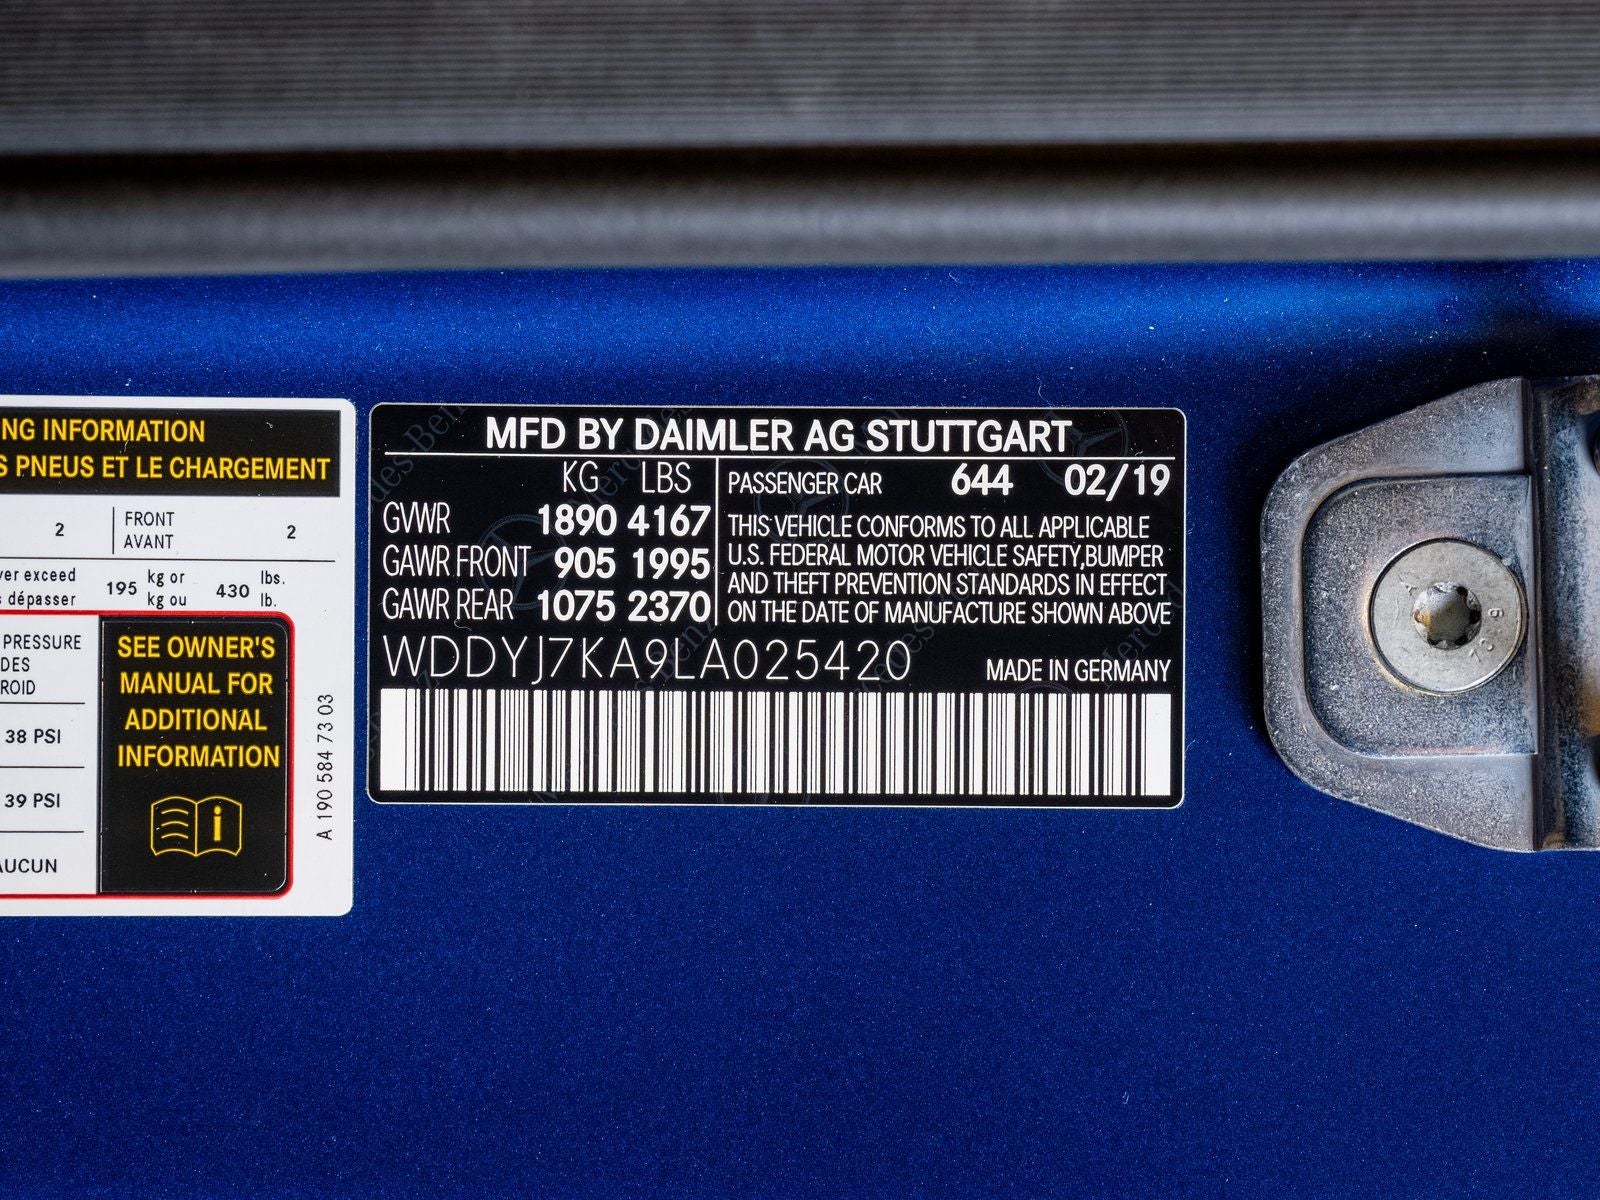 NG INFORMATION
S PNEUS ET LE CHARGEMENT
2 FRONT 2
AVANT
ver exceed 195 kg or 430 lbs.
s dépasser kg ou lb.
PRESSURE
DES
ROID
38 PSI
39 PSI
AUCUN
SEE OWNER'S
MANUAL FOR
ADDITIONAL
INFORMATION
i
A 190 584 73 03
MFD BY DAIMLER AG STUTTGART
KG LBS
GVWR 1890 4167
GAWR FRONT 905 1995
GAWR REAR 1075 2370
PASSENGER CAR 644 02/19
THIS VEHICLE CONFORMS TO ALL APPLICABLE
U.S. FEDERAL MOTOR VEHICLE SAFETY,BUMPER
AND THEFT PREVENTION STANDARDS IN EFFECT
ON THE DATE OF MANUFACTURE SHOWN ABOVE
WDDYJ7KA9LA025420
MADE IN GERMANY